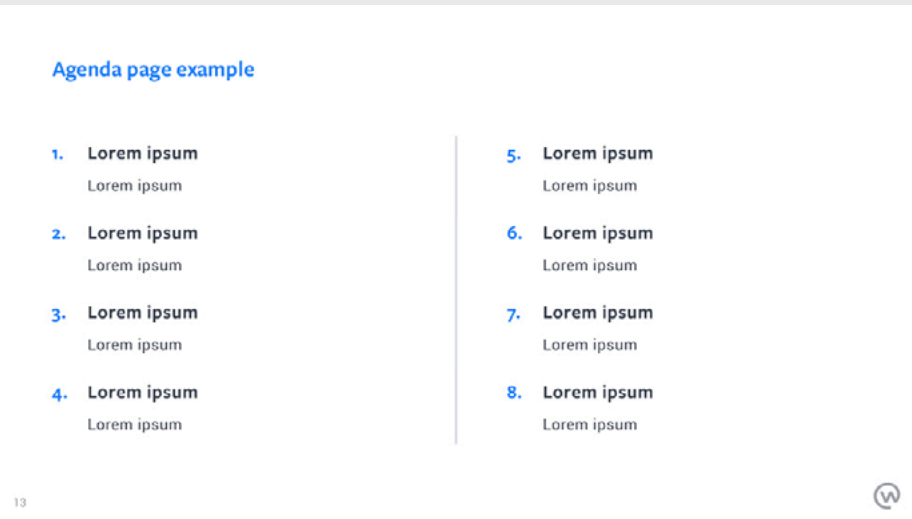 Agenda page example
1. Lorem ipsum
Lorem ipsum
2. Lorem ipsum
Lorem ipsum
3. Lorem ipsum
Lorem ipsum
4. Lorem ipsum
Lorem ipsum
5. Lorem ipsum
Lorem ipsum
6. Lorem ipsum
Lorem ipsum
7. Lorem ipsum
Lorem ipsum
8. Lorem ipsum
Lorem ipsum
13